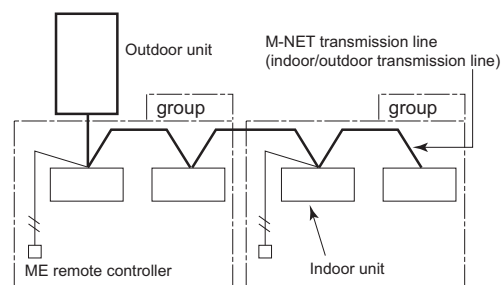 Outdoor unit
M-NET transmission line
(indoor/outdoor transmission line)
group
group
ME remote controller
Indoor unit